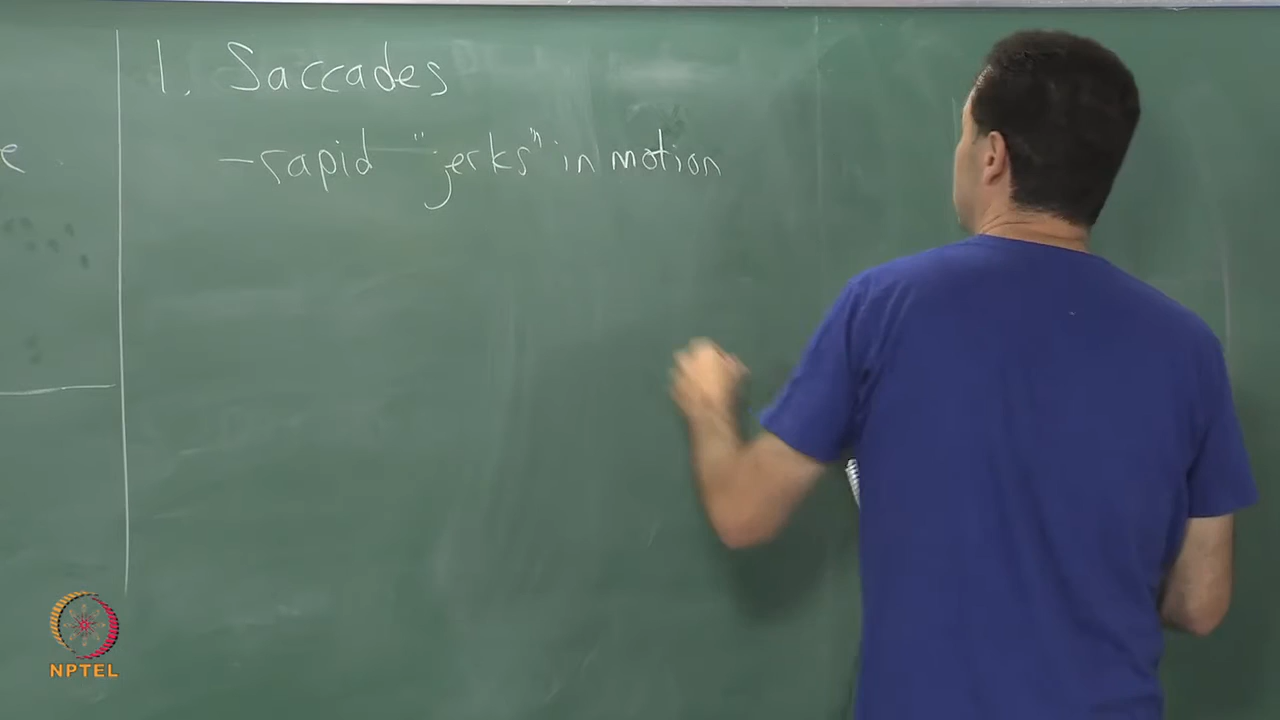 1. Saccades
- rapid "jerks" in motion
NPTEL